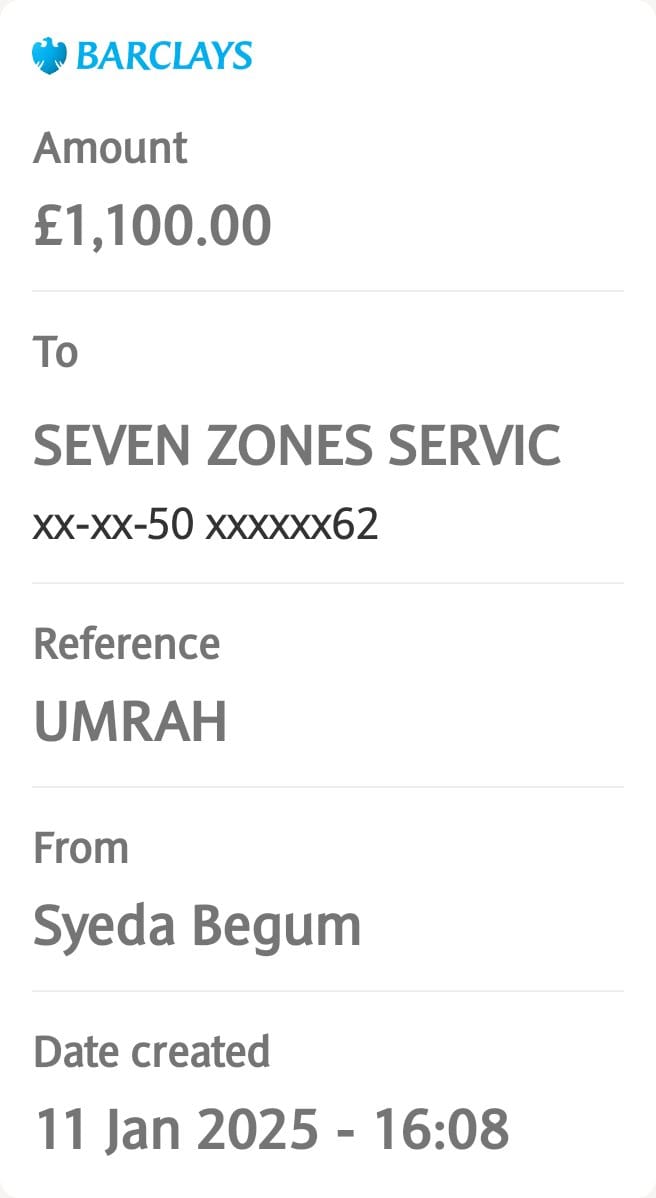 BARCLAYS
Amount
£1,100.00
To
SEVEN ZONES SERVIC
xx-xx-50 xxxxxx62
Reference
UMRAH
From
Syeda Begum
Date created
11 Jan 2025 - 16:08